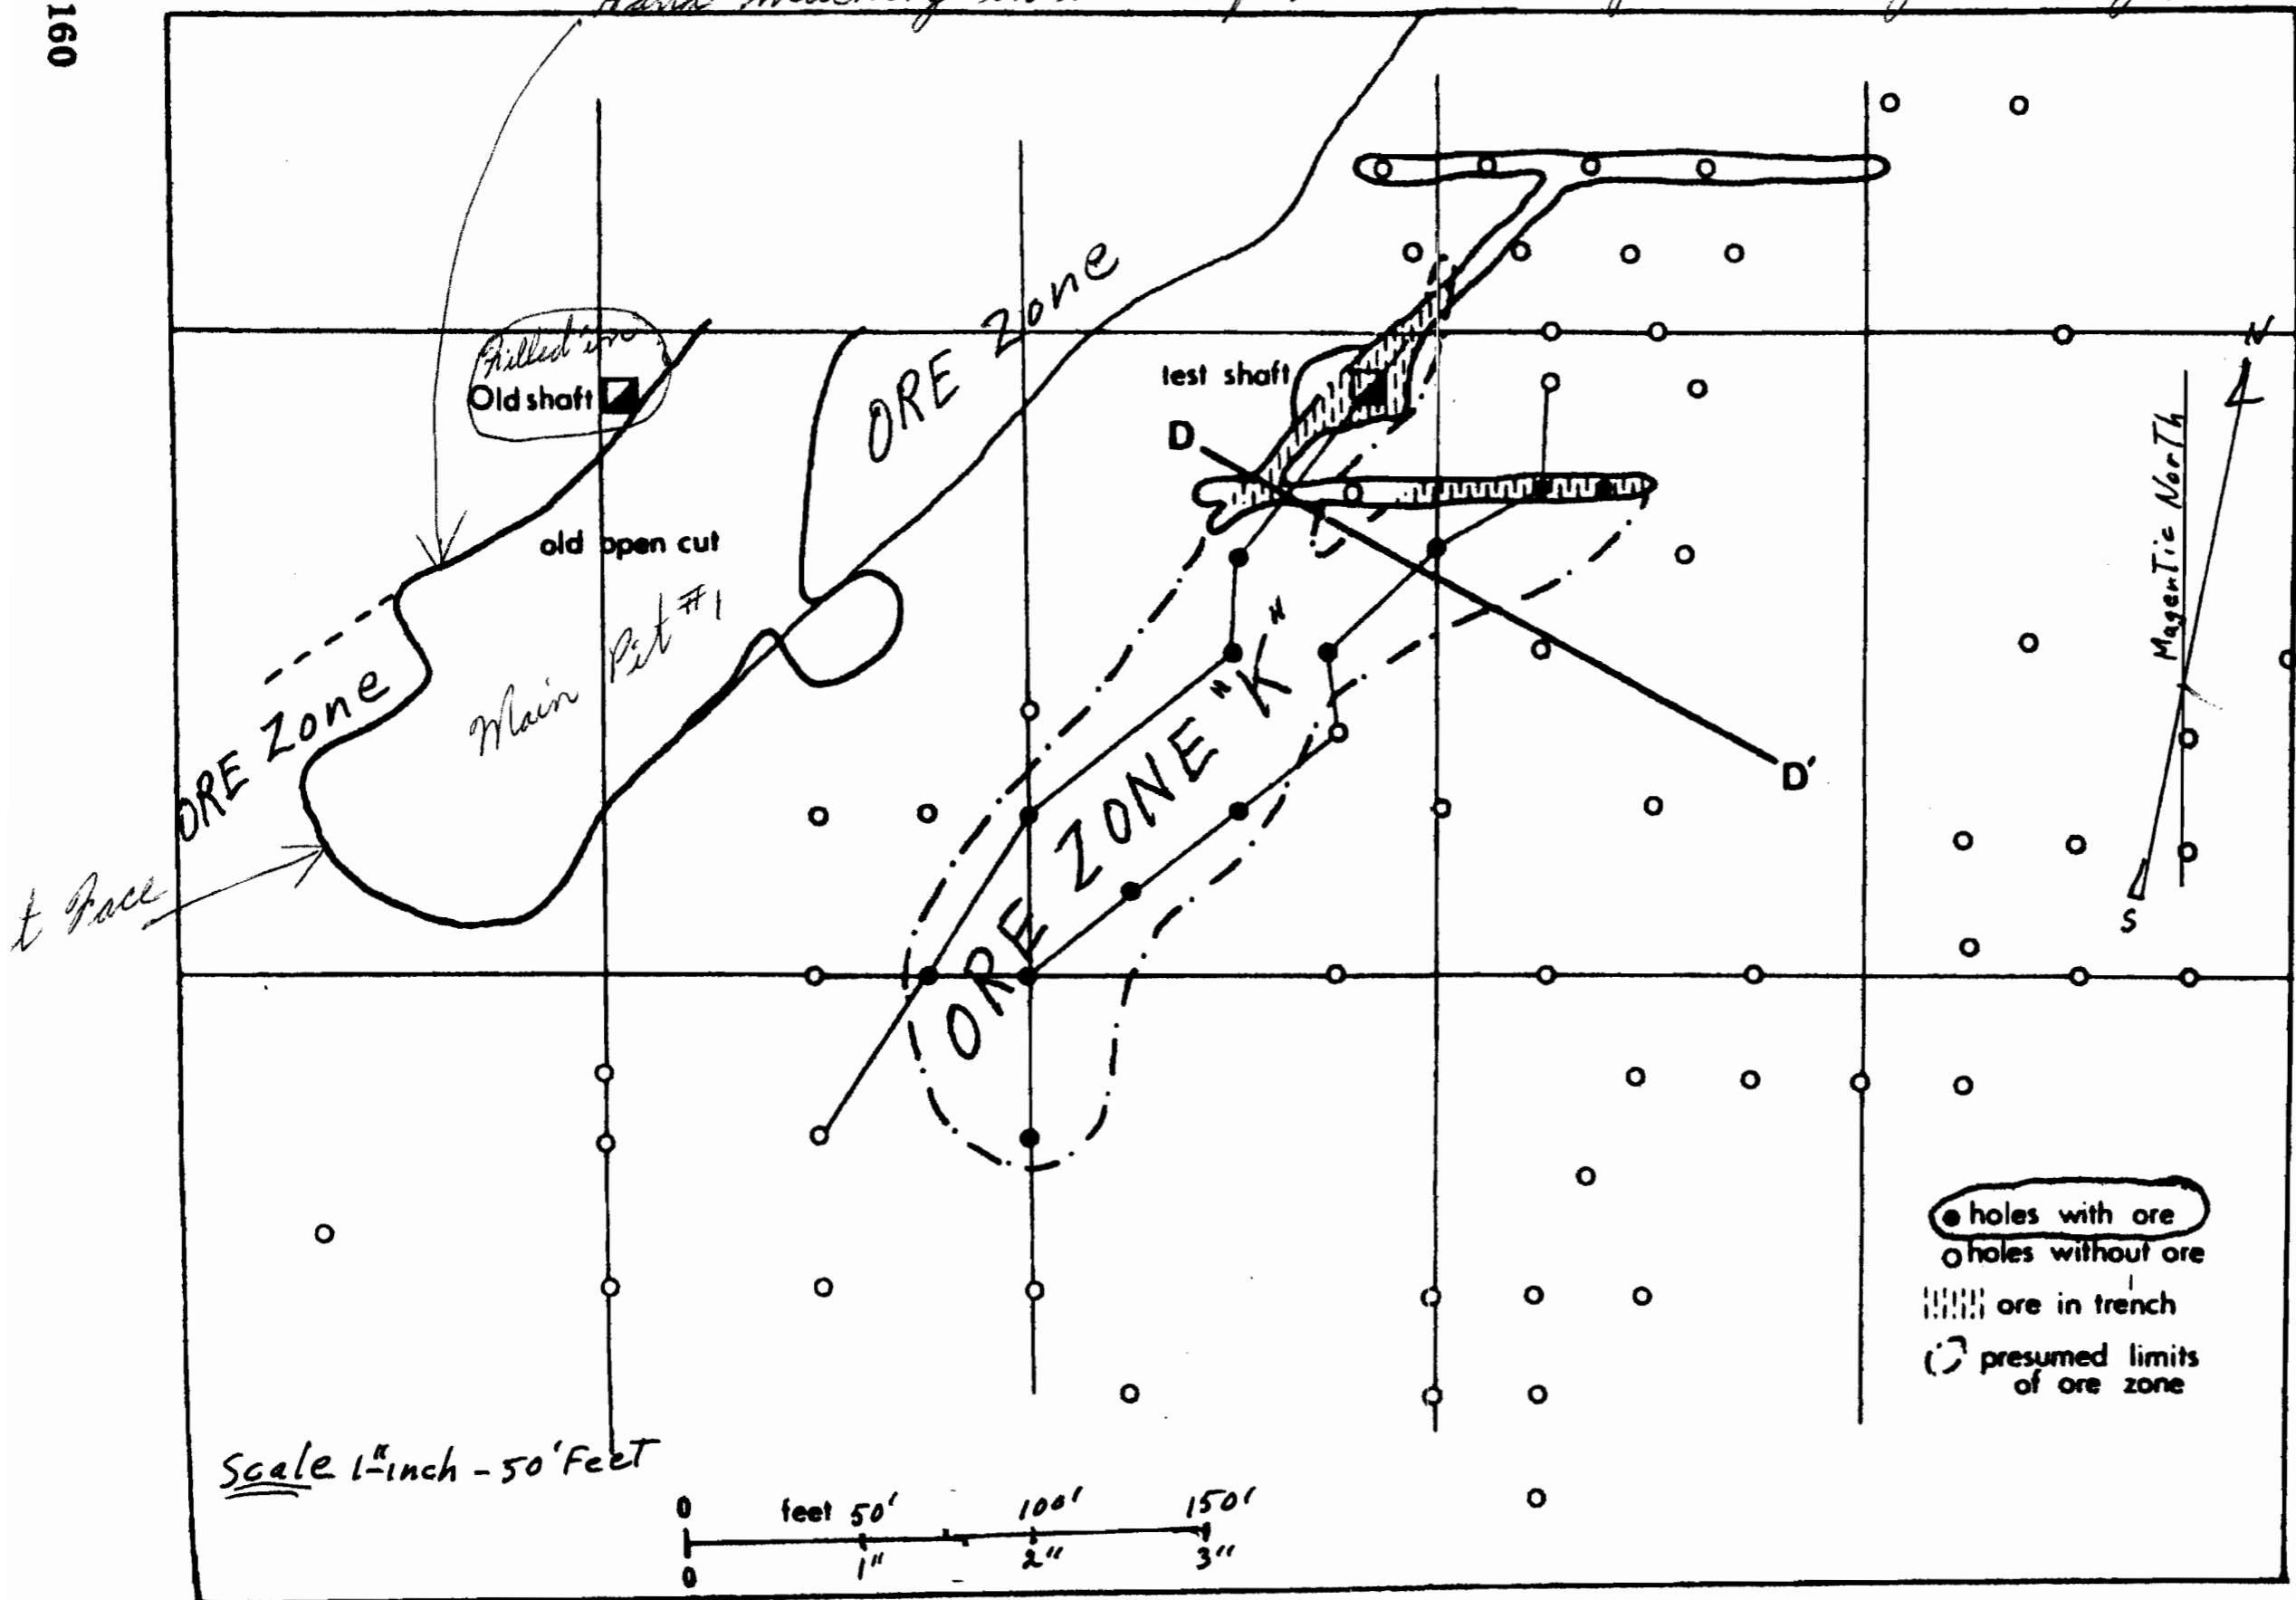 160
Filled in
Old shaft
ORE Zone
test shaft
D
N
Magentic North
old open cut
Main Pit #1
ORE Zone
ORE ZONE "K"
D'
t Face
S
holes with ore
holes without ore
ore in trench
presumed limits
of ore zone
Scale 1" inch - 50' FeeT
0 feet 50' 100' 150'
0 1" 2" 3"